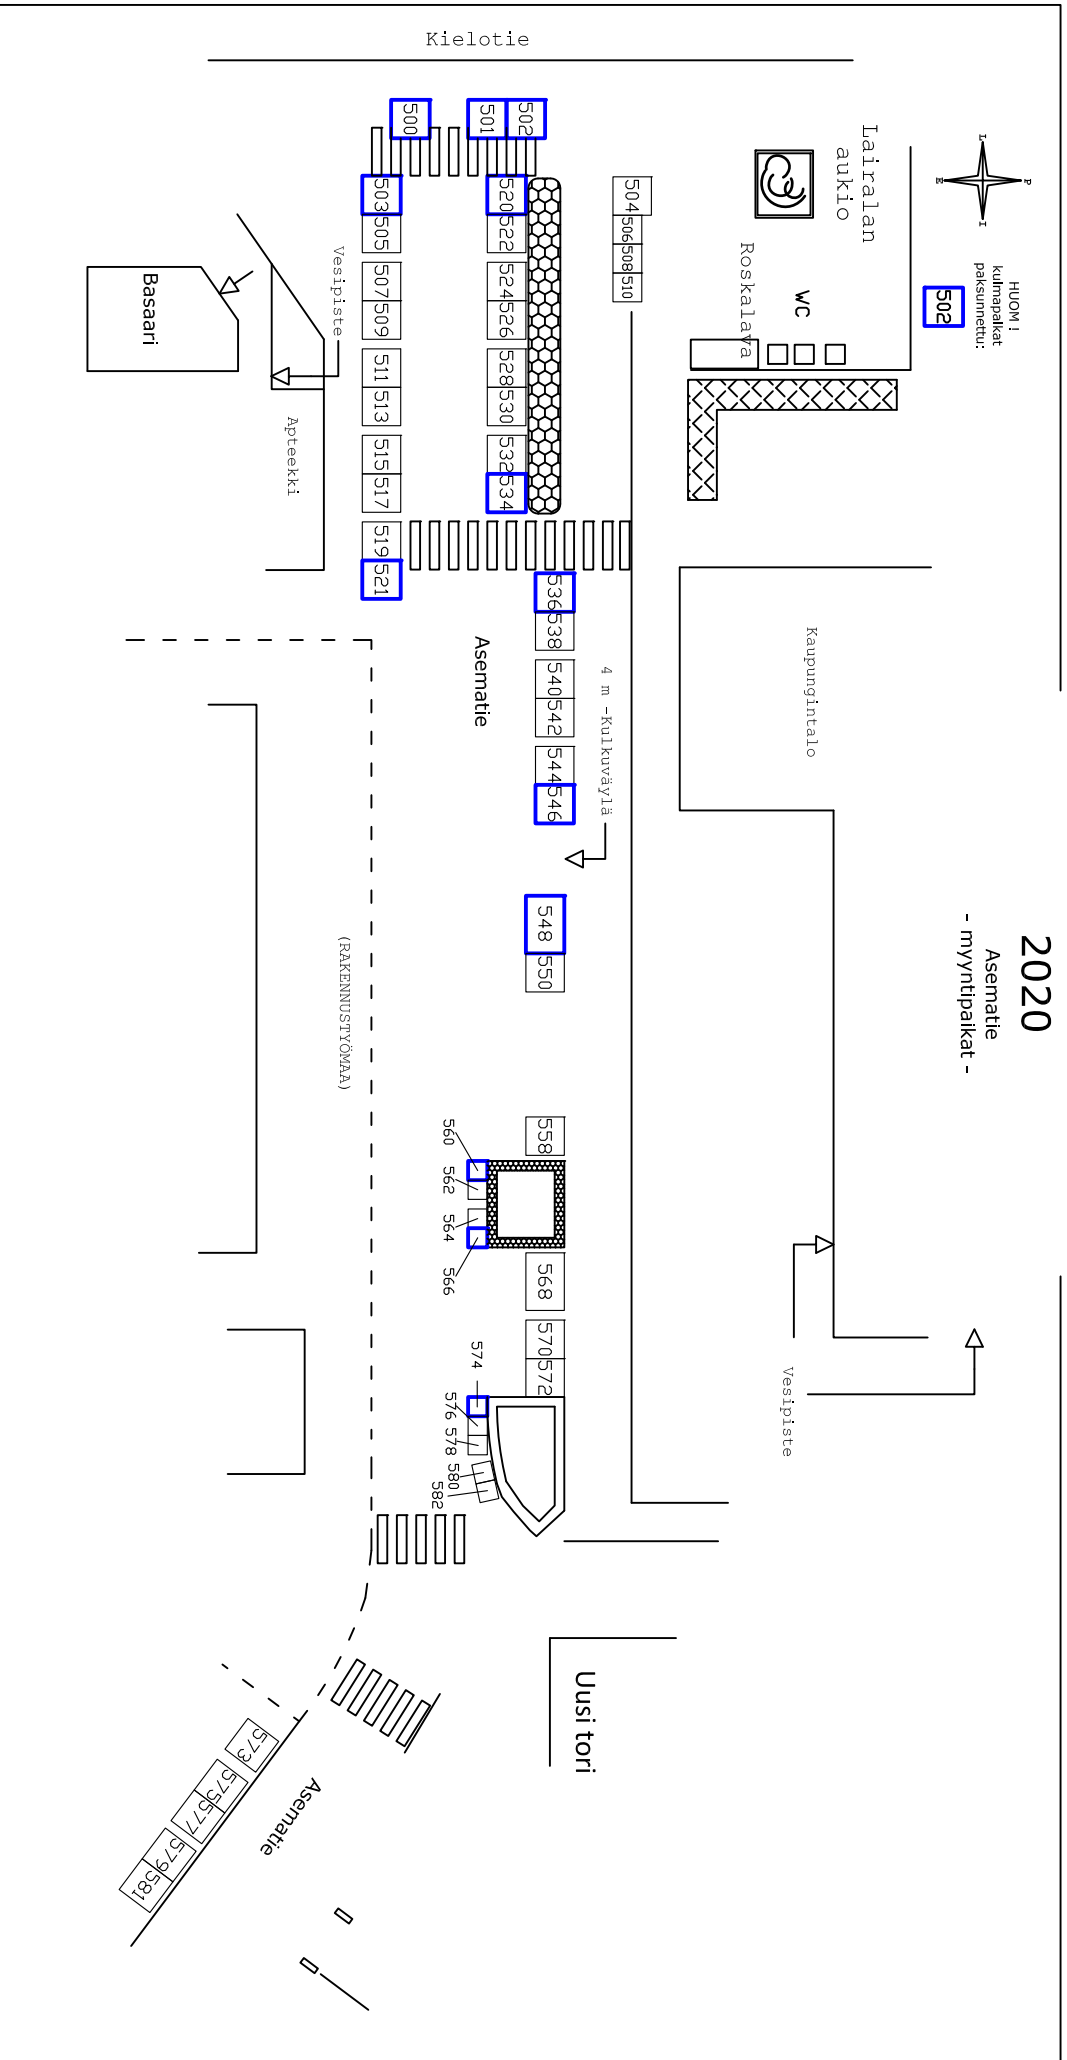 2020
Asematie
- myyntipaikat -
L
P
E
I
HUOM !
kulmapaikat
paksunnettu:
502
Kielotie
Lairalan
aukio
Roskalava
WC
500
501
502
503
505
507
509
511
513
515
517
519
521
520
522
524
526
528
530
532
534
504
506
508
510
Vesipiste
Basaari
Apteekki
536
538
540
542
544
546
Asematie
4 m -Kulkuväylä
Kaupungintalo
548
550
(RAKENNUSTYÖMAA)
558
560
562
564
566
568
570
572
574
576
578
580
582
Vesipiste
Uusi tori
573
575
577
579
581
Asematie